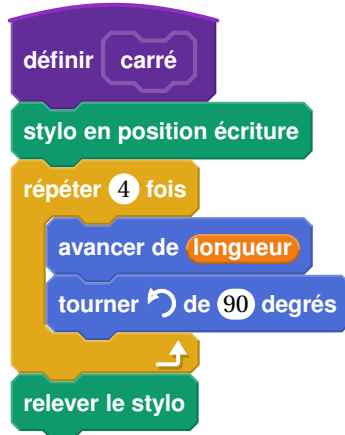 définir carré
stylo en position écriture
répéter 4 fois
avancer de longueur
tourner de 90 degrés
relever le stylo